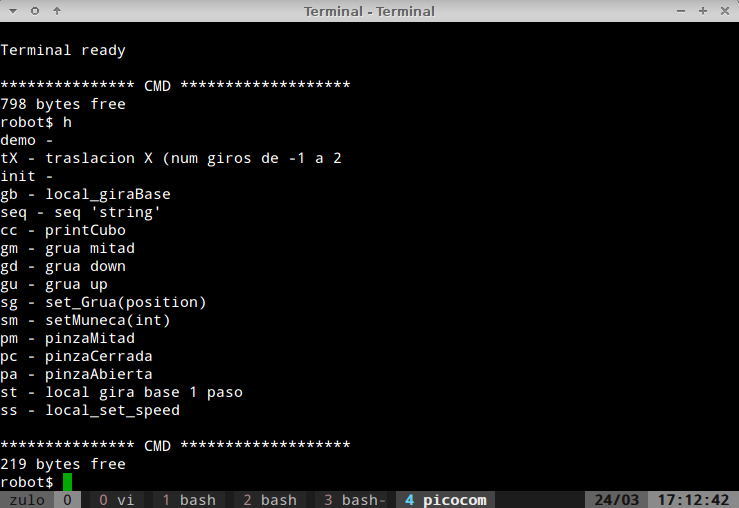 Terminal - Terminal
Terminal ready
*************** CMD *******************
798 bytes free
robot$ h
demo -
tX - traslacion X (num giros de -1 a 2
init -
gb - local_giraBase
seq - seq 'string'
cc - printCubo
gm - grua mitad
gd - grua down
gu - grua up
sg - set_Grua(position)
sm - setMuneca(int)
pm - pinzaMitad
pc - pinzaCerrada
pa - pinzaAbierta
st - local gira base 1 paso
ss - local_set_speed
*************** CMD *******************
219 bytes free
robot$
zulo 0 0 vi 1 bash 2 bash 3 bash- 4 picocom 24/03 17:12:42